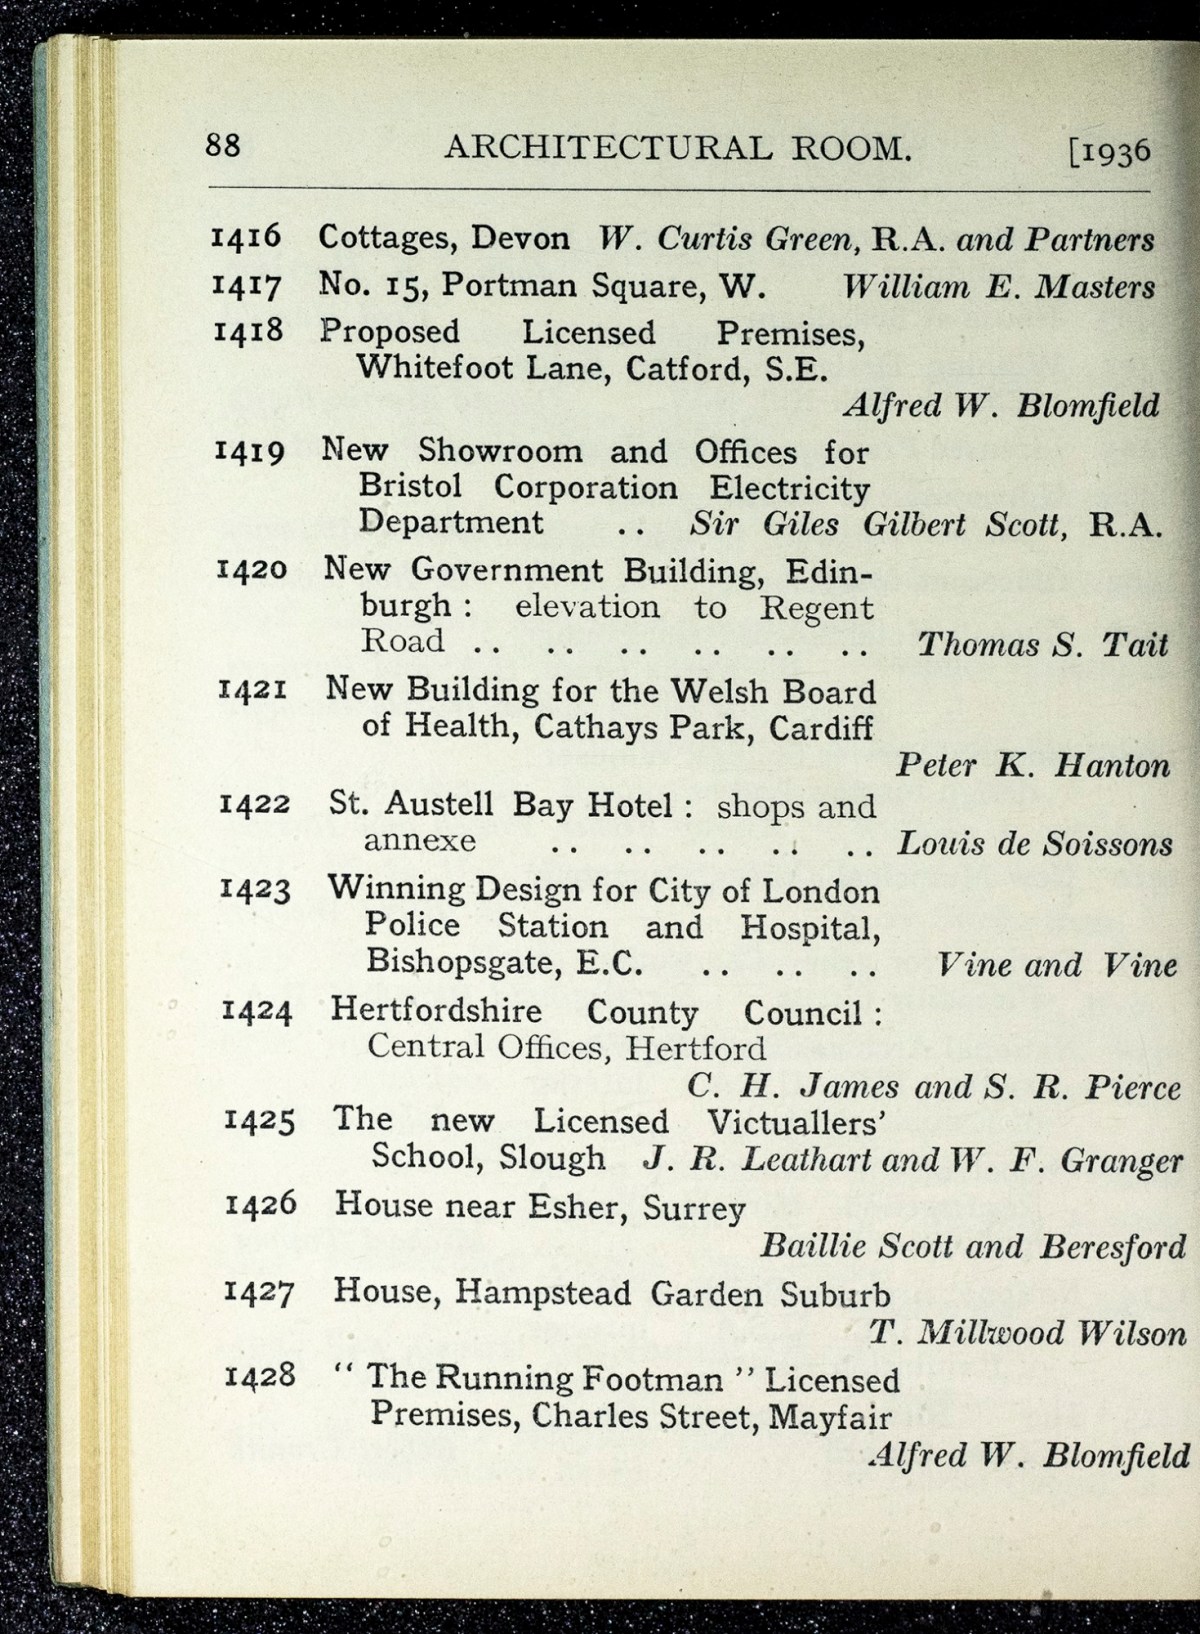 88 ARCHITECTURAL ROOM. [1936
1416 Cottages, Devon W. Curtis Green, R.A. and Partners
1417 No. 15, Portman Square, W. William E. Masters
1418 Proposed Licensed Premises,
Whitefoot Lane, Catford, S.E.
Alfred W. Blomfield
1419 New Showroom and Offices for
Bristol Corporation Electricity
Department .. Sir Giles Gilbert Scott, R.A.
1420 New Government Building, Edin-
burgh : elevation to Regent
Road .. .. .. .. .. .. Thomas S. Tait
1421 New Building for the Welsh Board
of Health, Cathays Park, Cardiff
Peter K. Hanton
1422 St. Austell Bay Hotel : shops and
annexe .. .. .. .. .. Louis de Soissons
1423 Winning Design for City of London
Police Station and Hospital,
Bishopsgate, E.C. .. .. .. Vine and Vine
1424 Hertfordshire County Council :
Central Offices, Hertford
C. H. James and S. R. Pierce
1425 The new Licensed Victuallers’
School, Slough J. R. Leathart and W. F. Granger
1426 House near Esher, Surrey
Baillie Scott and Beresford
1427 House, Hampstead Garden Suburb
T. Millwood Wilson
1428 “ The Running Footman ” Licensed
Premises, Charles Street, Mayfair
Alfred W. Blomfield